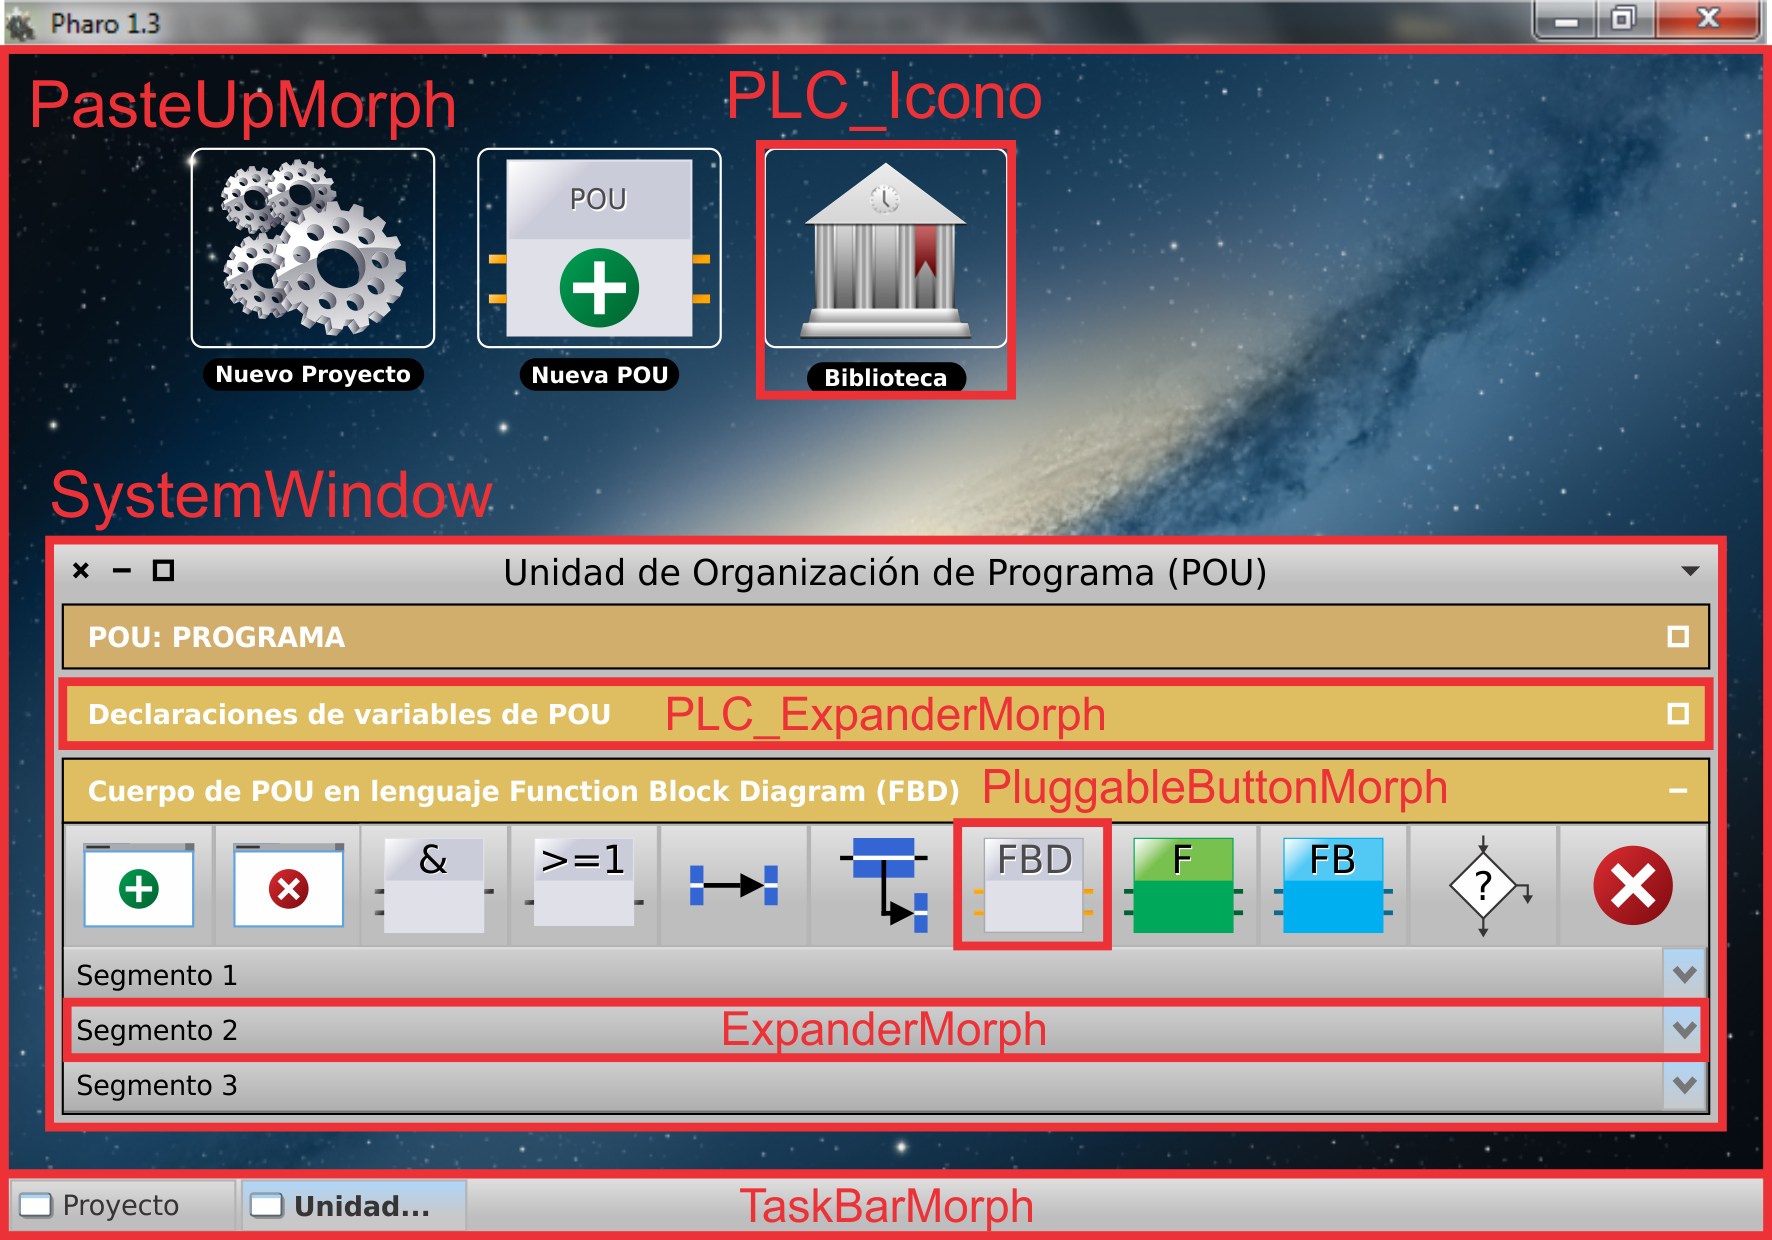 Pharo 1.3
PasteUpMorph
PLC_Icono
POU
Nuevo Proyecto
Nueva POU
Biblioteca
SystemWindow
Unidad de Organización de Programa (POU)
POU: PROGRAMA
Declaraciones de variables de POU
PLC_ExpanderMorph
Cuerpo de POU en lenguaje Function Block Diagram (FBD)
PluggableButtonMorph
&
>=1
FBD
F
FB
?
Segmento 1
Segmento 2
ExpanderMorph
Segmento 3
Proyecto
Unidad...
TaskBarMorph